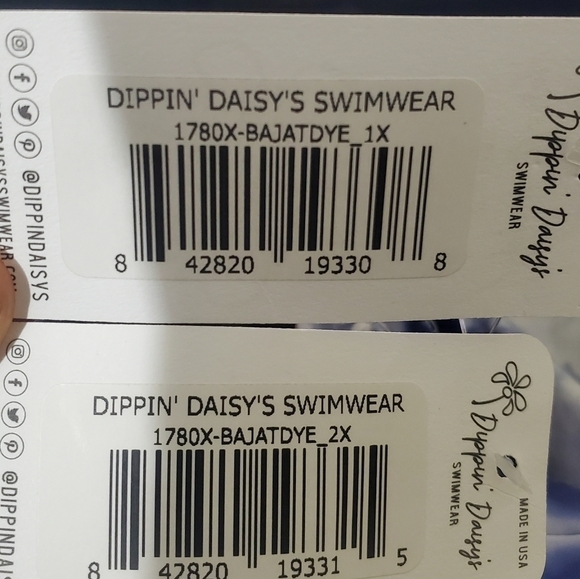 DIPPIN' DAISY'S SWIMWEAR
1780X-BAJATDYE_1X
8 42820 19330 8
@DIPPINDAISYS
Dippin' Daisy's
SWIMWEAR
DIPPIN' DAISY'S SWIMWEAR
1780X-BAJATDYE_2X
8 42820 19331 5
Dippin' Daisy's
SWIMWEAR
MADE IN USA